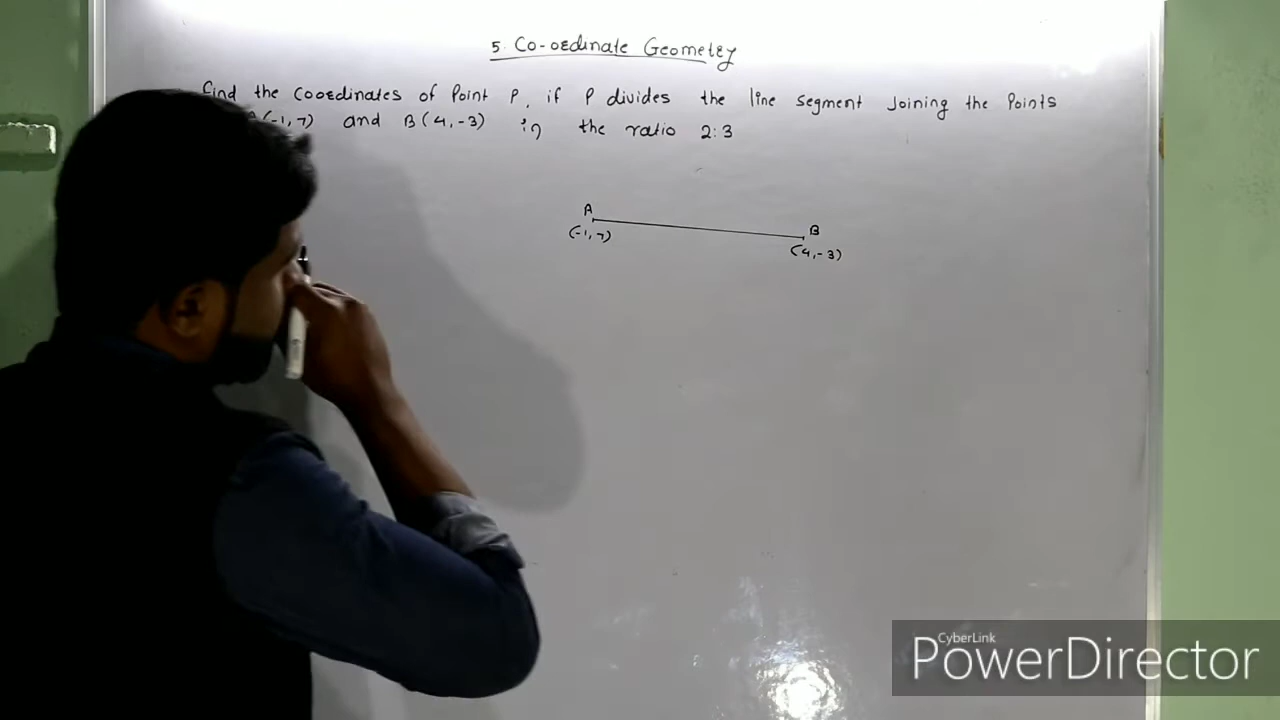 5. Co-ordinate Geometry
Find the coordinates of Point P, if P divides the line segment Joining the Points
A(-1,7) and B(4,-3) in the ratio 2:3
A
B
(-1,7)
(4,-3)
CyberLink
PowerDirector